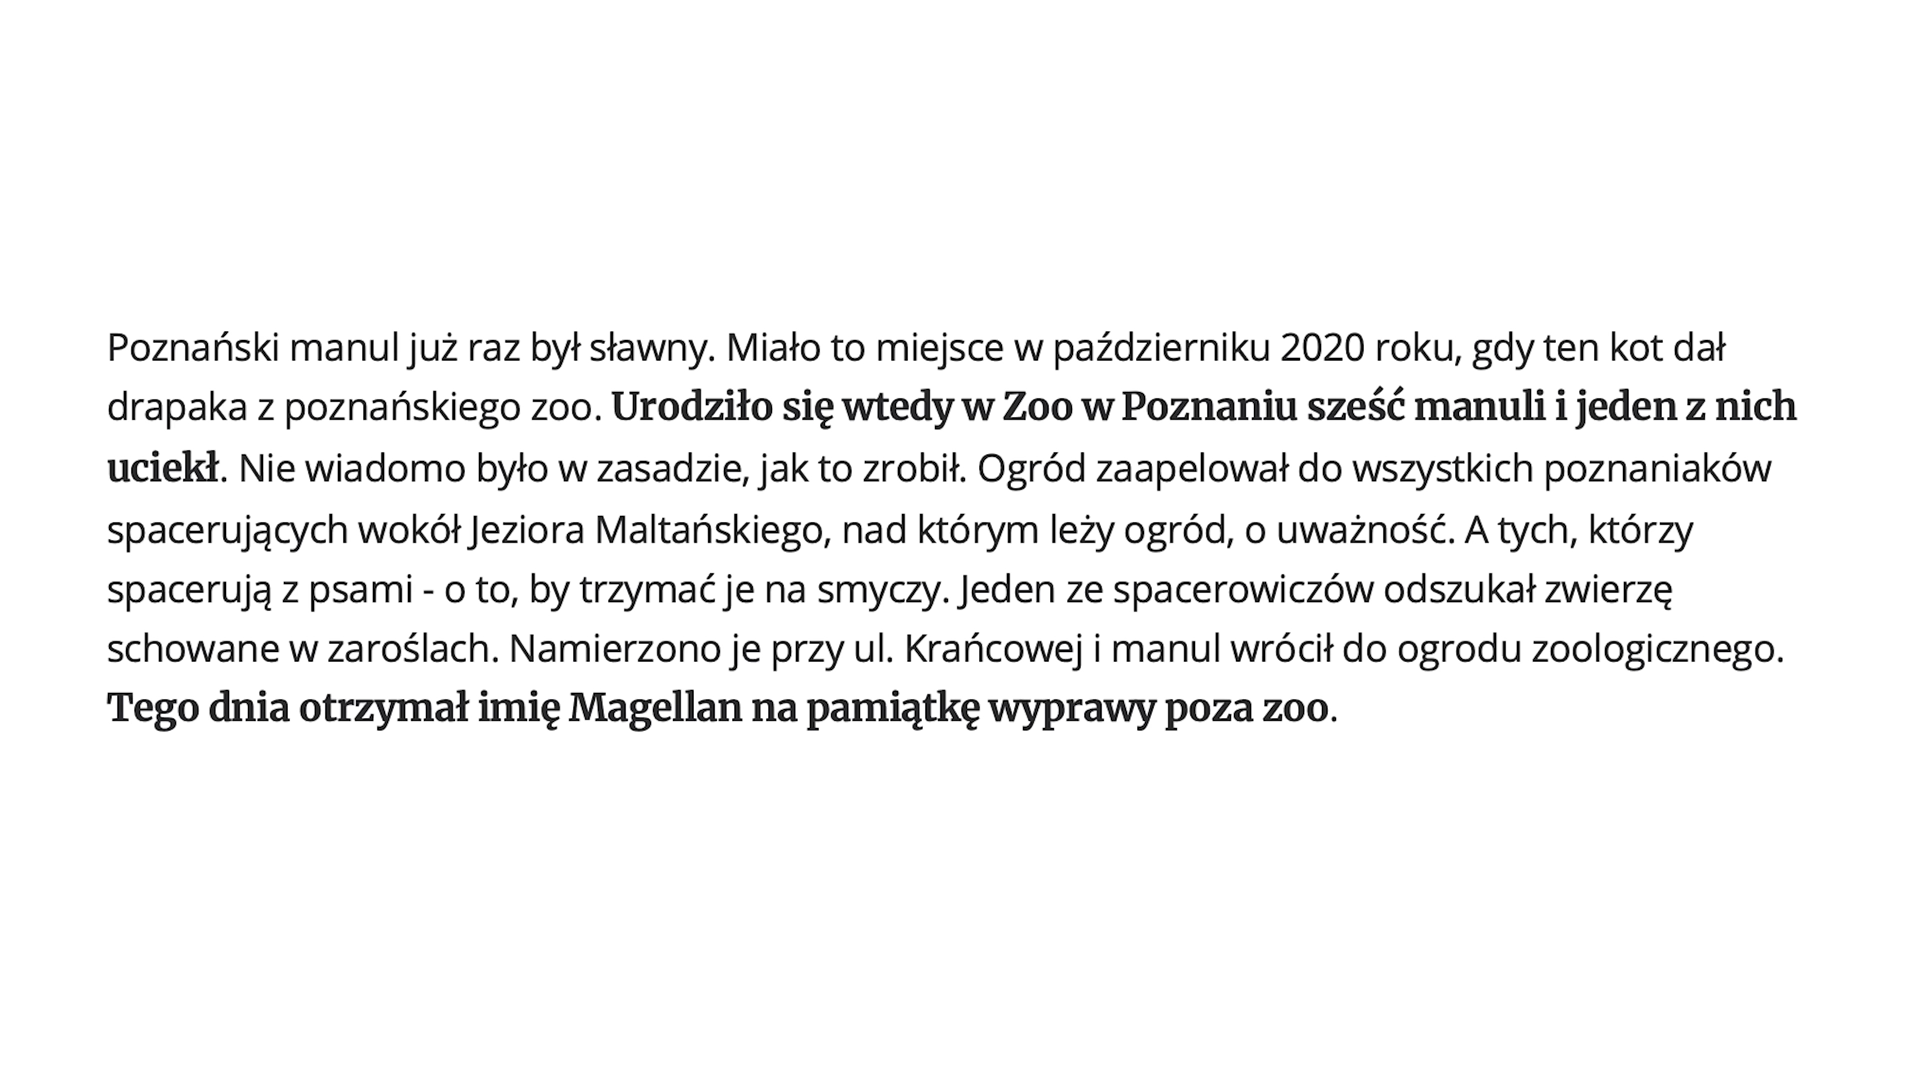 Poznański manul już raz był sławny. Miało to miejsce w październiku 2020 roku, gdy ten kot dał
drapaka z poznańskiego zoo. Urodziło się wtedy w Zoo w Poznaniu sześć manuli i jeden z nich
uciekł. Nie wiadomo było w zasadzie, jak to zrobił. Ogród zaapelował do wszystkich poznaniaków
spacerujących wokół Jeziora Maltańskiego, nad którym leży ogród, o uważność. A tych, którzy
spacerują z psami - o to, by trzymać je na smyczy. Jeden ze spacerowiczów odszukał zwierzę
schowane w zaroślach. Namierzono je przy ul. Krańcowej i manul wrócił do ogrodu zoologicznego.
Tego dnia otrzymał imię Magellan na pamiątkę wyprawy poza zoo.